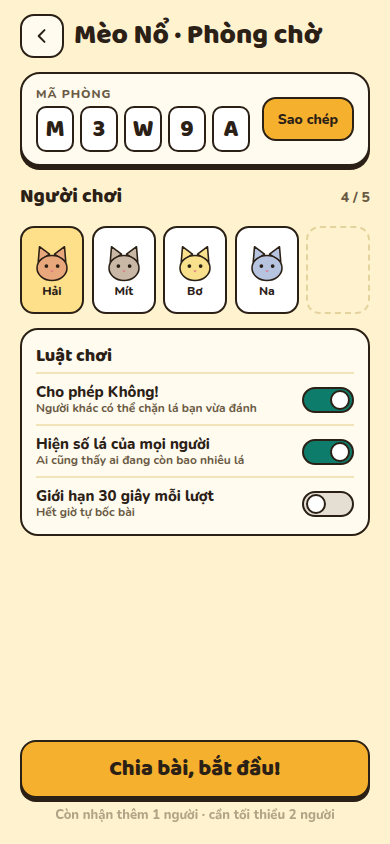 Mèo Nổ · Phòng chờ
MÃ PHÒNG
M 3 W 9 A
Sao chép
Người chơi
4 / 5
Hải
Mít
Bơ
Na
Luật chơi
Cho phép Không!
Người khác có thể chặn lá bạn vừa đánh
Hiện số lá của mọi người
Ai cũng thấy ai đang còn bao nhiêu lá
Giới hạn 30 giây mỗi lượt
Hết giờ tự bốc bài
Chia bài, bắt đầu!
Còn nhận thêm 1 người · cần tối thiểu 2 người